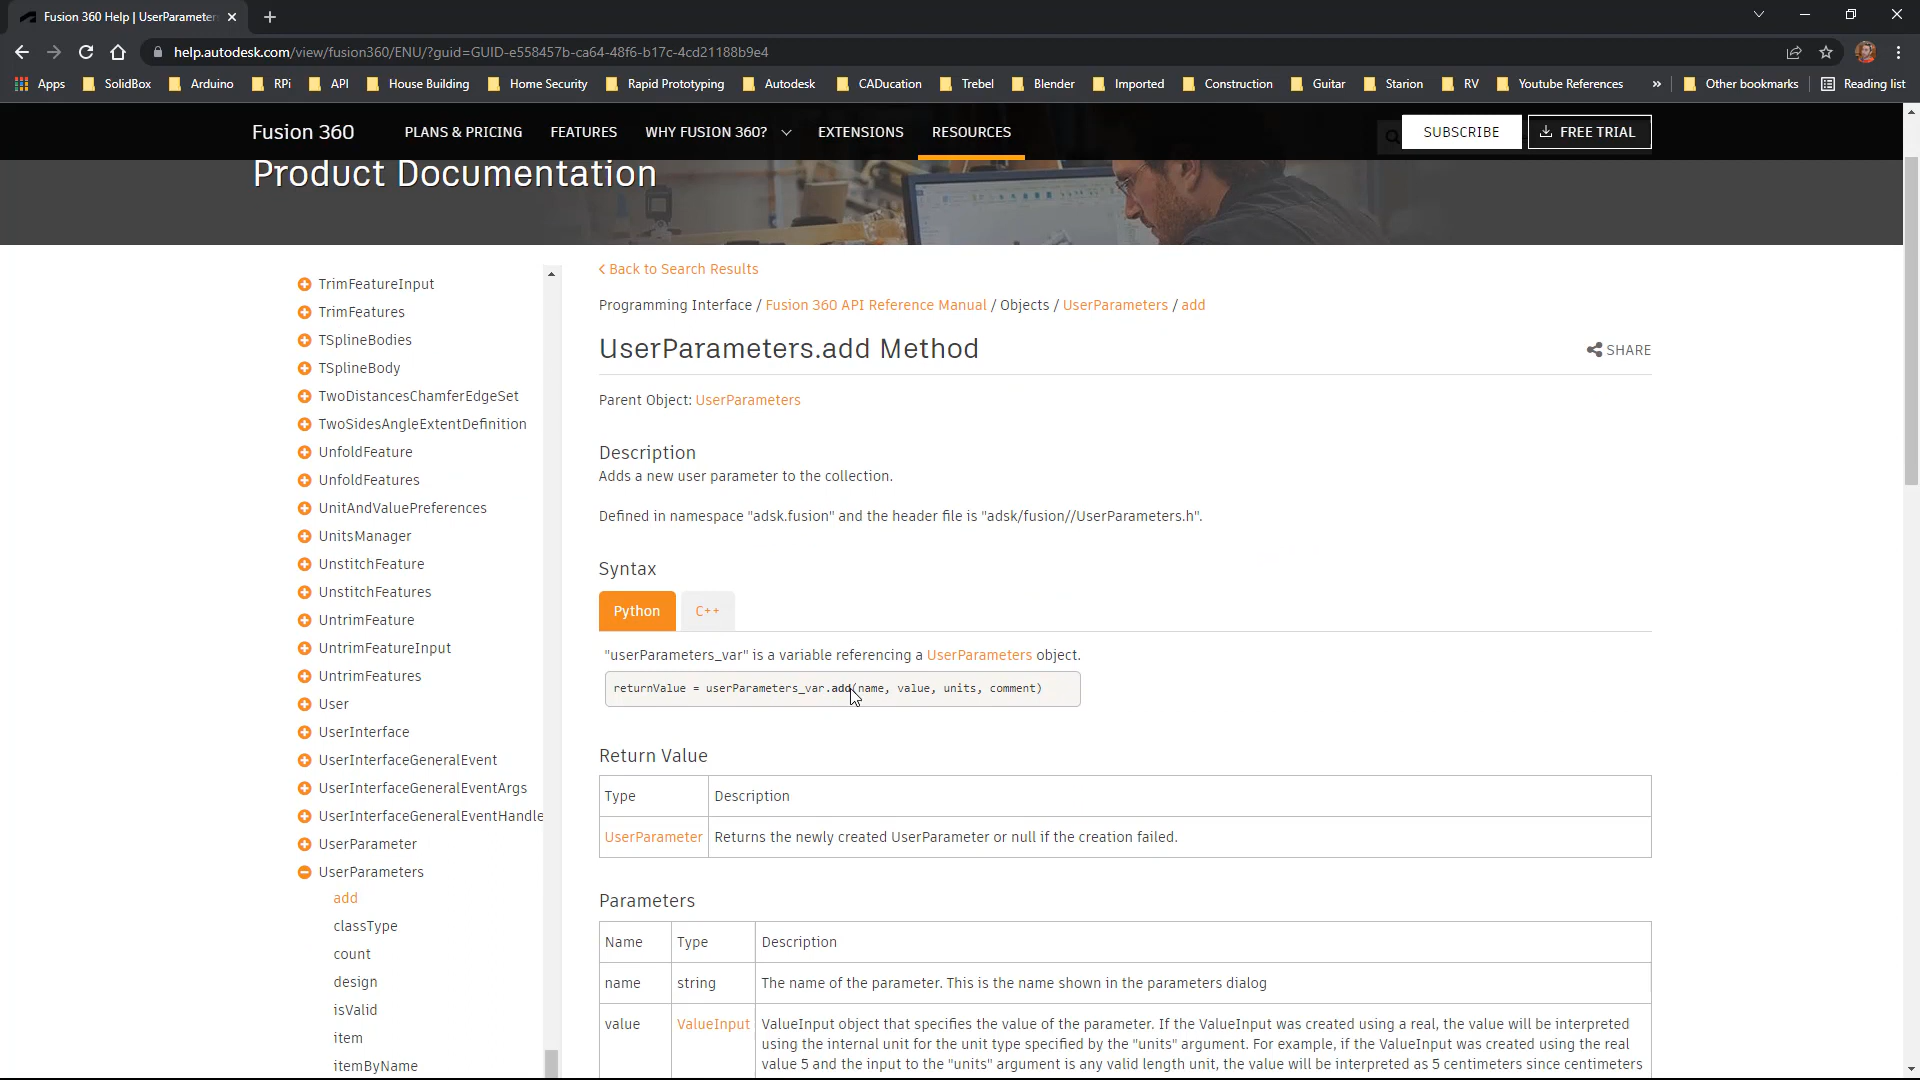 Fusion 360 Help | UserParameter
help.autodesk.com/view/fusion360/ENU/?guid=GUID-e558457b-ca64-48f6-b17c-4cd21188b9e4
Apps SolidBox Arduino RPi API House Building Home Security Rapid Prototyping Autodesk CADucation Trebel Blender Imported Construction Guitar Starion RV Youtube References » Other bookmarks Reading list
Fusion 360 PLANS & PRICING FEATURES WHY FUSION 360? EXTENSIONS RESOURCES SUBSCRIBE FREE TRIAL
Product Documentation
TrimFeatureInput
TrimFeatures
TSplineBodies
TSplineBody
TwoDistancesChamferEdgeSet
TwoSidesAngleExtentDefinition
UnfoldFeature
UnfoldFeatures
UnitAndValuePreferences
UnitsManager
UnstitchFeature
UnstitchFeatures
UntrimFeature
UntrimFeatureInput
UntrimFeatures
User
UserInterface
UserInterfaceGeneralEvent
UserInterfaceGeneralEventArgs
UserInterfaceGeneralEventHandle
UserParameter
UserParameters
add
classType
count
design
isValid
item
itemByName
< Back to Search Results
Programming Interface / Fusion 360 API Reference Manual / Objects / UserParameters / add
UserParameters.add Method
SHARE
Parent Object: UserParameters
Description
Adds a new user parameter to the collection.
Defined in namespace "adsk.fusion" and the header file is "adsk/fusion//UserParameters.h".
Syntax
Python C++
"userParameters_var" is a variable referencing a UserParameters object.
returnValue = userParameters_var.add(name, value, units, comment)
Return Value
Type Description
UserParameter Returns the newly created UserParameter or null if the creation failed.
Parameters
Name Type Description
name string The name of the parameter. This is the name shown in the parameters dialog
value ValueInput ValueInput object that specifies the value of the parameter. If the ValueInput was created using a real, the value will be interpreted
using the internal unit for the unit type specified by the "units" argument. For example, if the ValueInput was created using the real
value 5 and the input to the "units" argument is any valid length unit, the value will be interpreted as 5 centimeters since centimeters